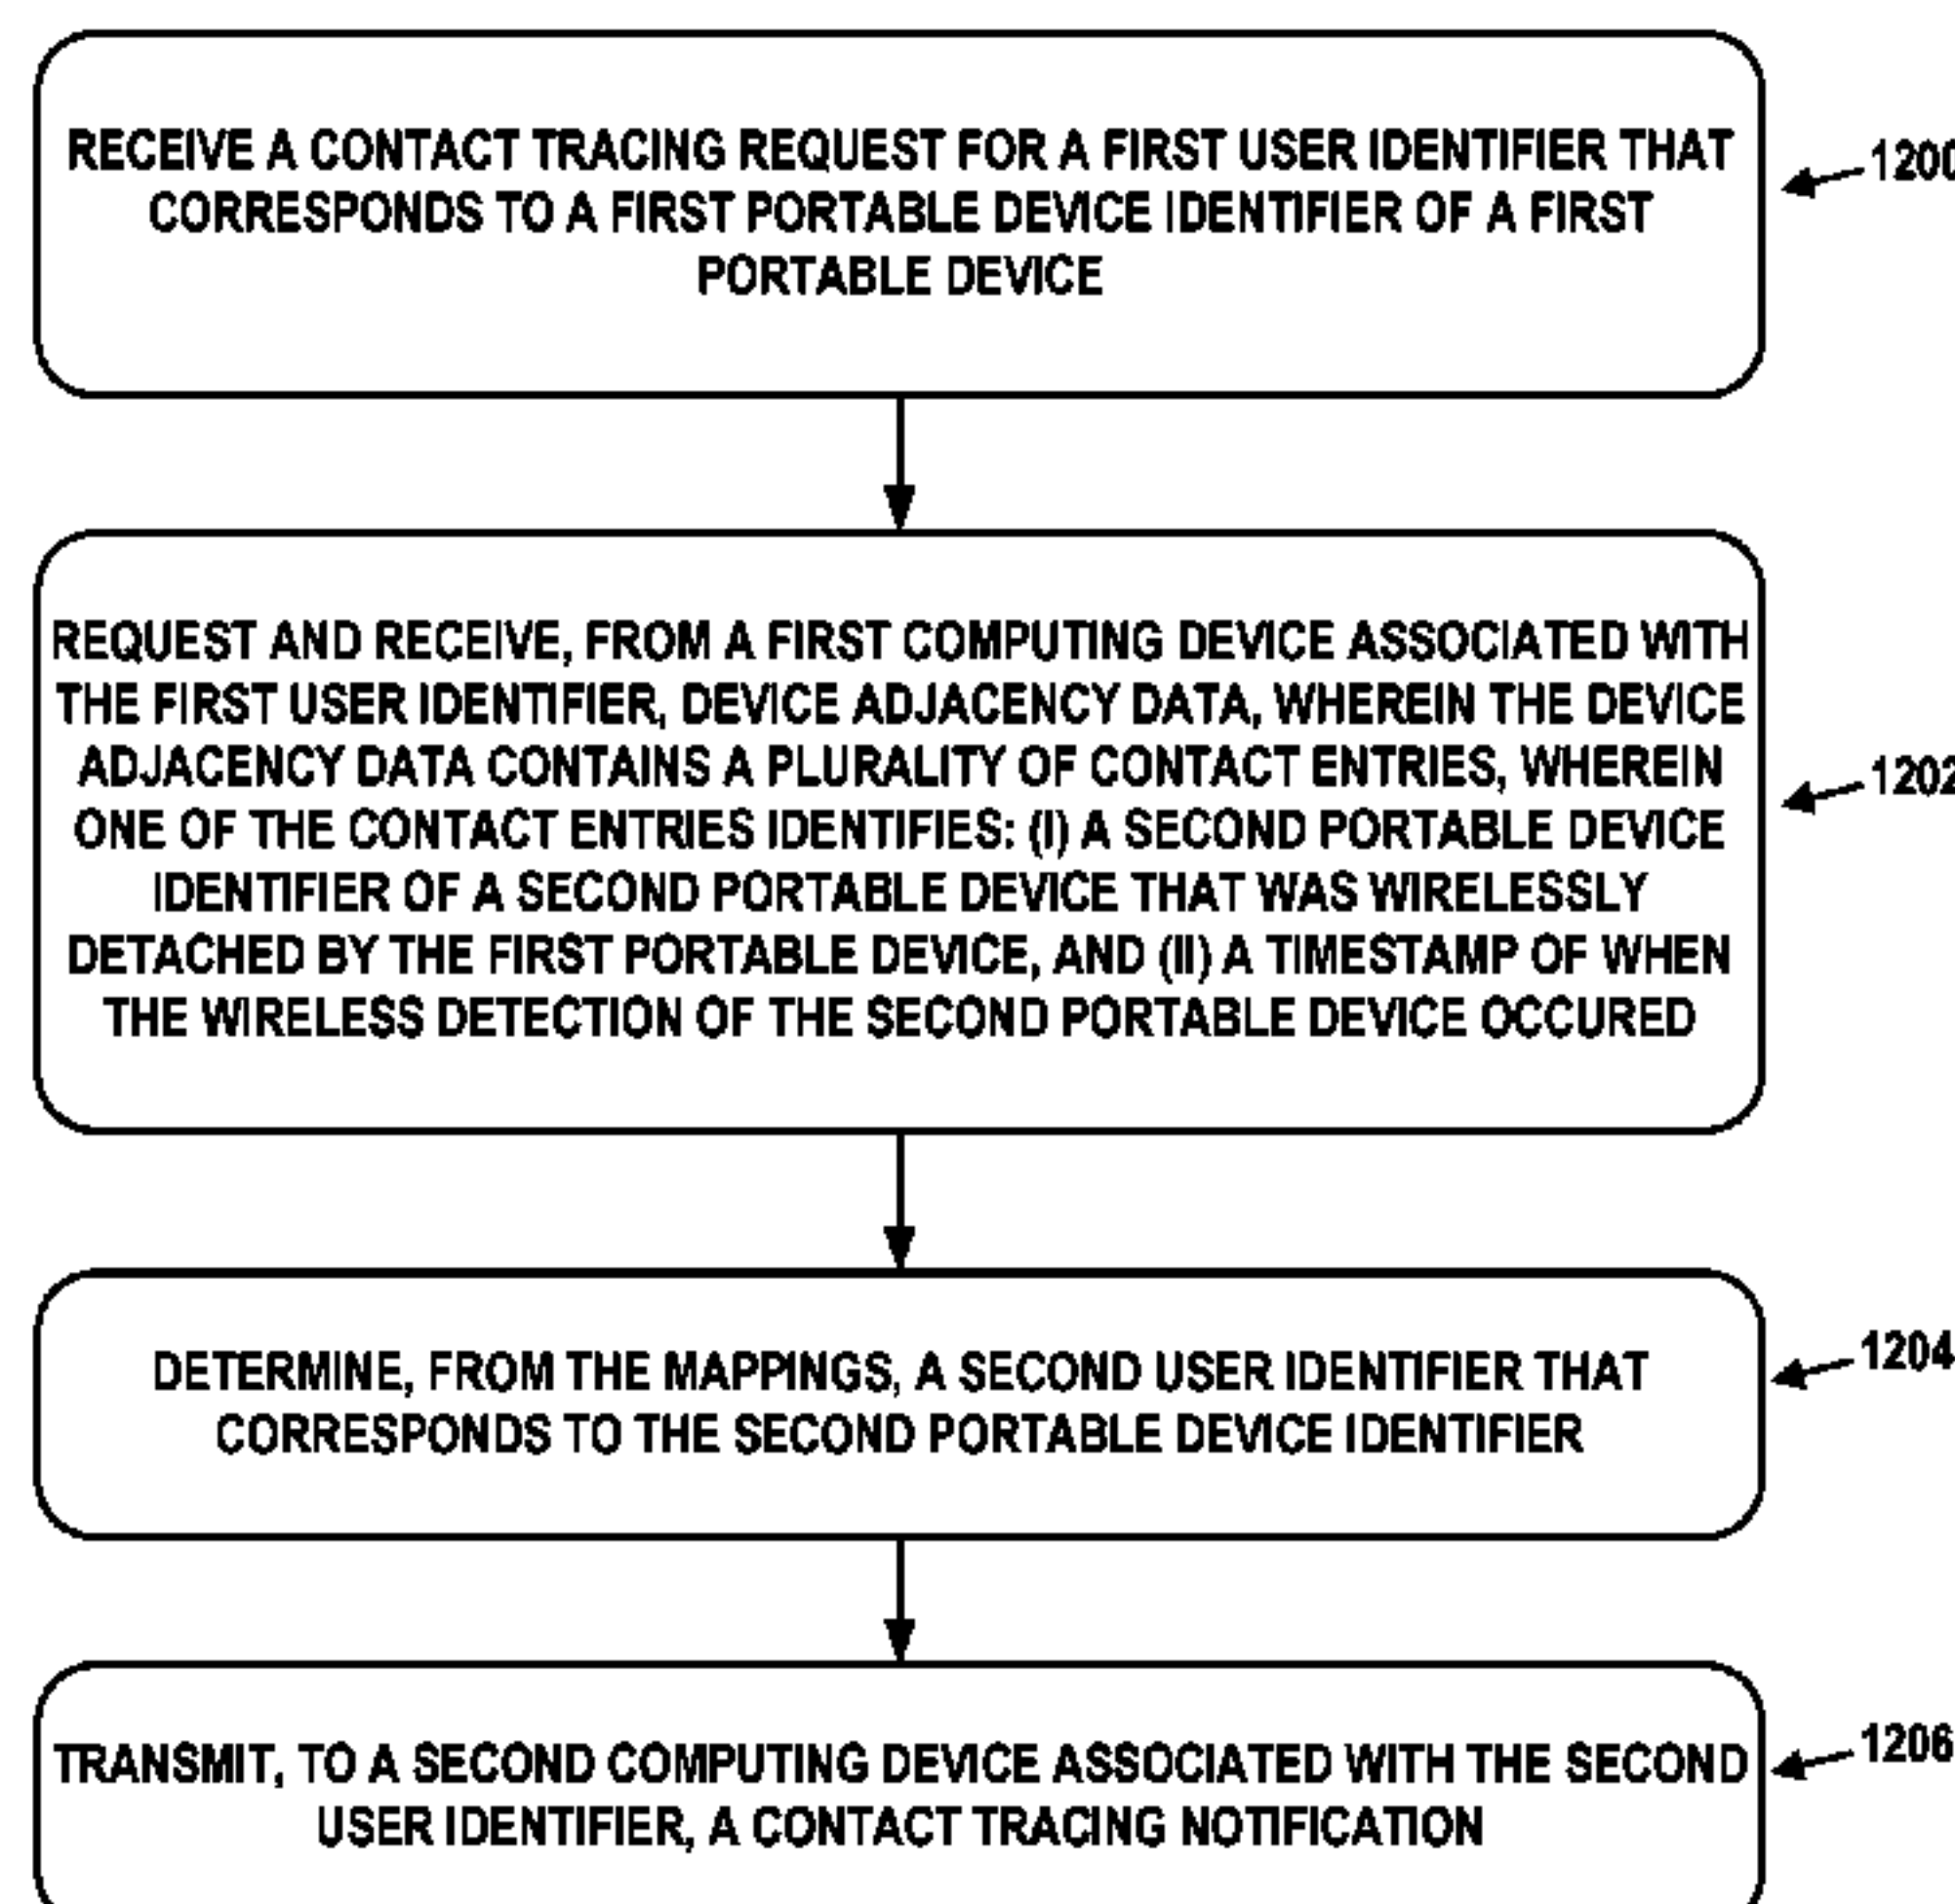 RECEIVE A CONTACT TRACING REQUEST FOR A FIRST USER IDENTIFIER THAT
CORRESPONDS TO A FIRST PORTABLE DEVICE IDENTIFIER OF A FIRST
PORTABLE DEVICE
1200
REQUEST AND RECEIVE, FROM A FIRST COMPUTING DEVICE ASSOCIATED WITH
THE FIRST USER IDENTIFIER, DEVICE ADJACENCY DATA, WHEREIN THE DEVICE
ADJACENCY DATA CONTAINS A PLURALITY OF CONTACT ENTRIES, WHEREIN
ONE OF THE CONTACT ENTRIES IDENTIFIES: (I) A SECOND PORTABLE DEVICE
IDENTIFIER OF A SECOND PORTABLE DEVICE THAT WAS WIRELESSLY
DETACHED BY THE FIRST PORTABLE DEVICE, AND (II) A TIMESTAMP OF WHEN
THE WIRELESS DETECTION OF THE SECOND PORTABLE DEVICE OCCURED
1202
DETERMINE, FROM THE MAPPINGS, A SECOND USER IDENTIFIER THAT
CORRESPONDS TO THE SECOND PORTABLE DEVICE IDENTIFIER
1204
TRANSMIT, TO A SECOND COMPUTING DEVICE ASSOCIATED WITH THE SECOND
USER IDENTIFIER, A CONTACT TRACING NOTIFICATION
1206